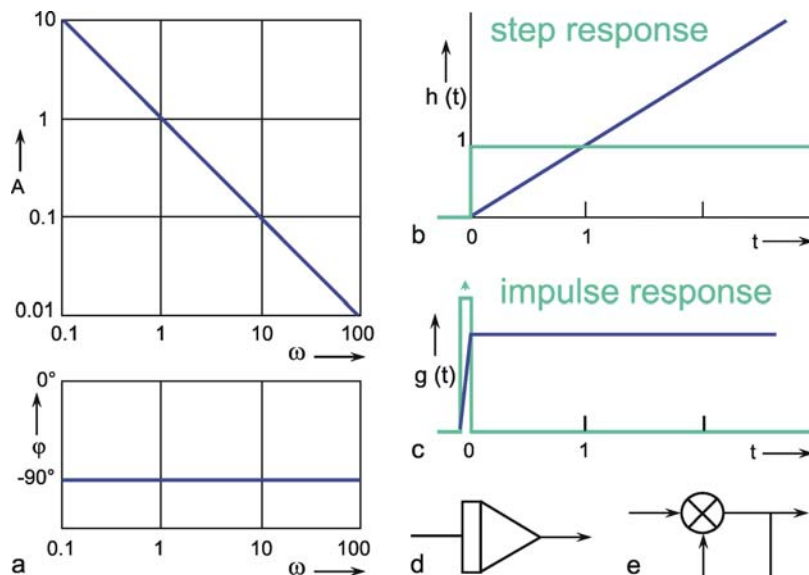 10
1
A
0.1
0.01
0.1 1 10 100
ω
0°
φ
-90°
0.1 1 10 100
a ω
step response
h (t)
1
0 1
b t
impulse response
g (t)
c 0 1 t
d e